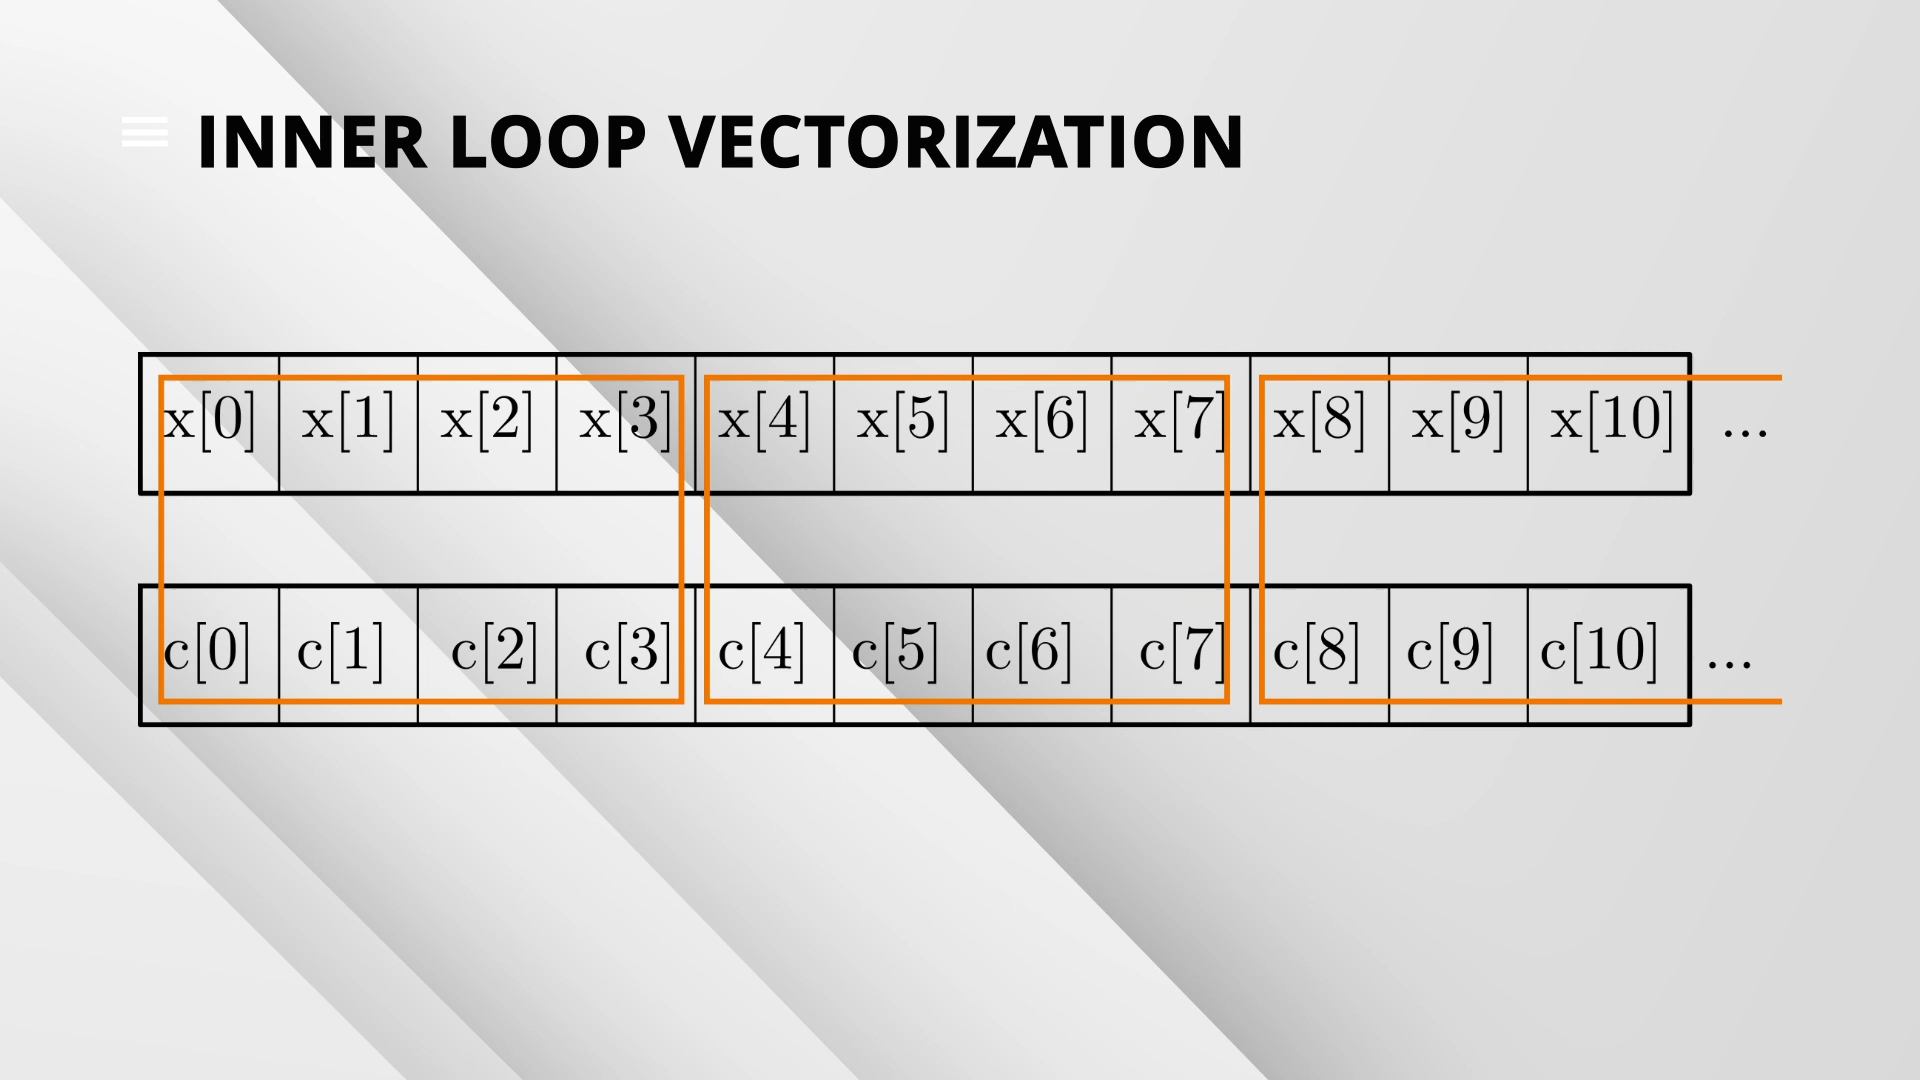 INNER LOOP VECTORIZATION
x[0] x[1] x[2] x[3] x[4] x[5] x[6] x[7] x[8] x[9] x[10] ...
c[0] c[1] c[2] c[3] c[4] c[5] c[6] c[7] c[8] c[9] c[10] ...